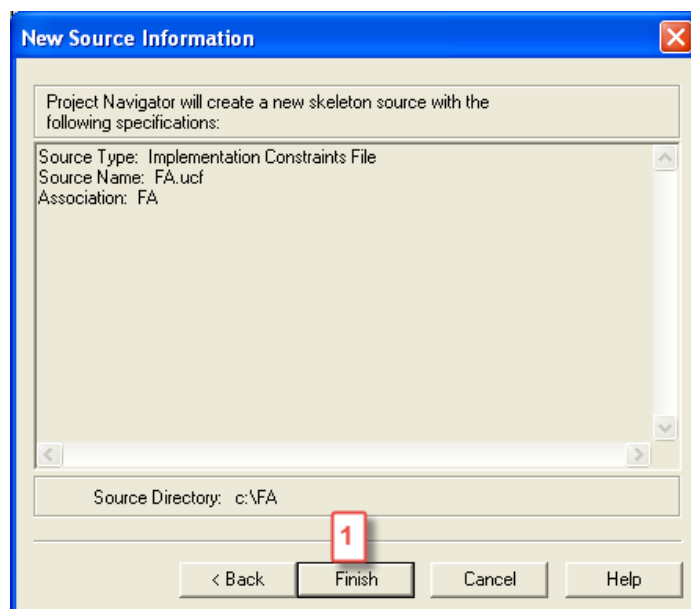 New Source Information
Project Navigator will create a new skeleton source with the
following specifications:
Source Type: Implementation Constraints File
Source Name: FA.ucf
Association: FA
Source Directory: c:\FA
1
< Back
Finish
Cancel
Help